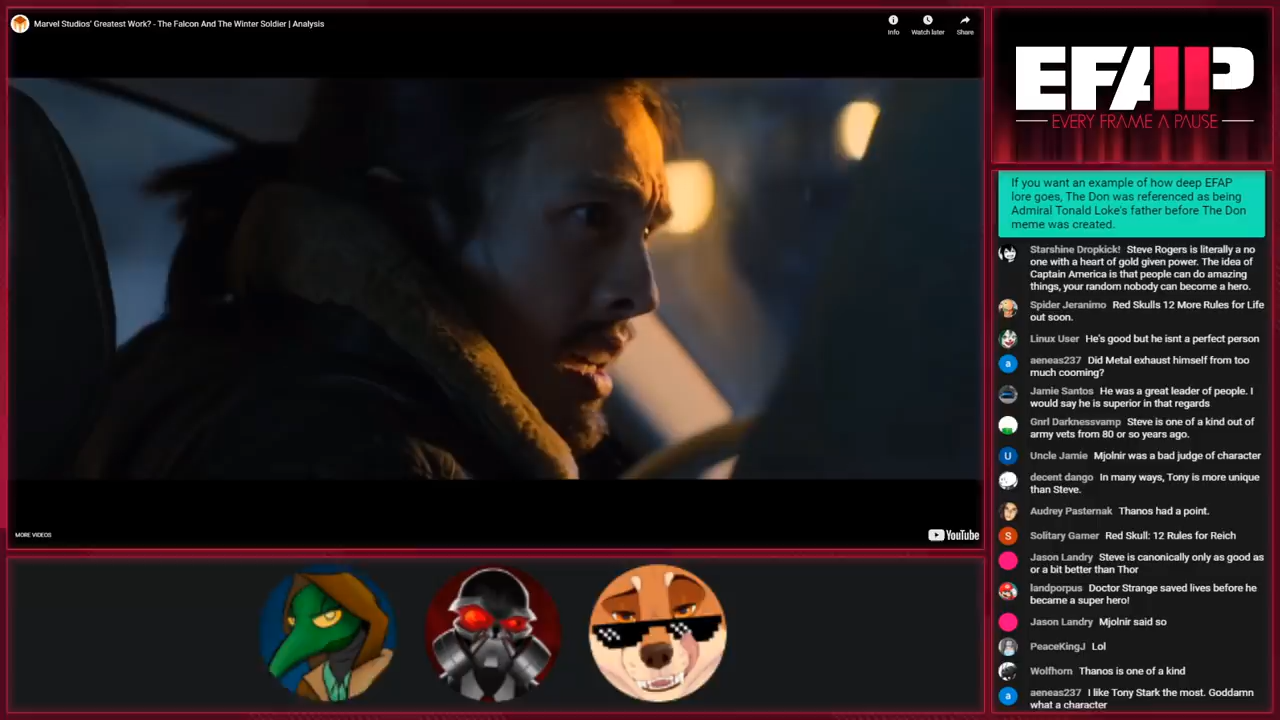 Marvel Studios' Greatest Work? - The Falcon And The Winter Soldier | Analysis
Info
Watch later
Share
MORE VIDEOS
YouTube
EFAP
EVERY FRAME A PAUSE
If you want an example of how deep EFAP
lore goes, The Don was referenced as being
Admiral Tonald Loke's father before The Don
meme was created.
Starshine Dropkick! Steve Rogers is literally a no
one with a heart of gold given power. The idea of
Captain America is that people can do amazing
things, your random nobody can become a hero.
Spider Jeranimo Red Skulls 12 More Rules for Life
out soon.
Linux User He's good but he isnt a perfect person
a
aeneas237 Did Metal exhaust himself from too
much cooming?
Jamie Santos He was a great leader of people. I
would say he is superior in that regards
Gnrl Darknessvamp Steve is one of a kind out of
army vets from 80 or so years ago.
U
Uncle Jamie Mjolnir was a bad judge of character
decent dango In many ways, Tony is more unique
than Steve.
Audrey Pasternak Thanos had a point.
S
Solitary Gamer Red Skull: 12 Rules for Reich
Jason Landry Steve is canonically only as good as
or a bit better than Thor
landporpus Doctor Strange saved lives before he
became a super hero!
Jason Landry Mjolnir said so
PeaceKingJ Lol
Wolfhorn Thanos is one of a kind
a
aeneas237 I like Tony Stark the most. Goddamn
what a character